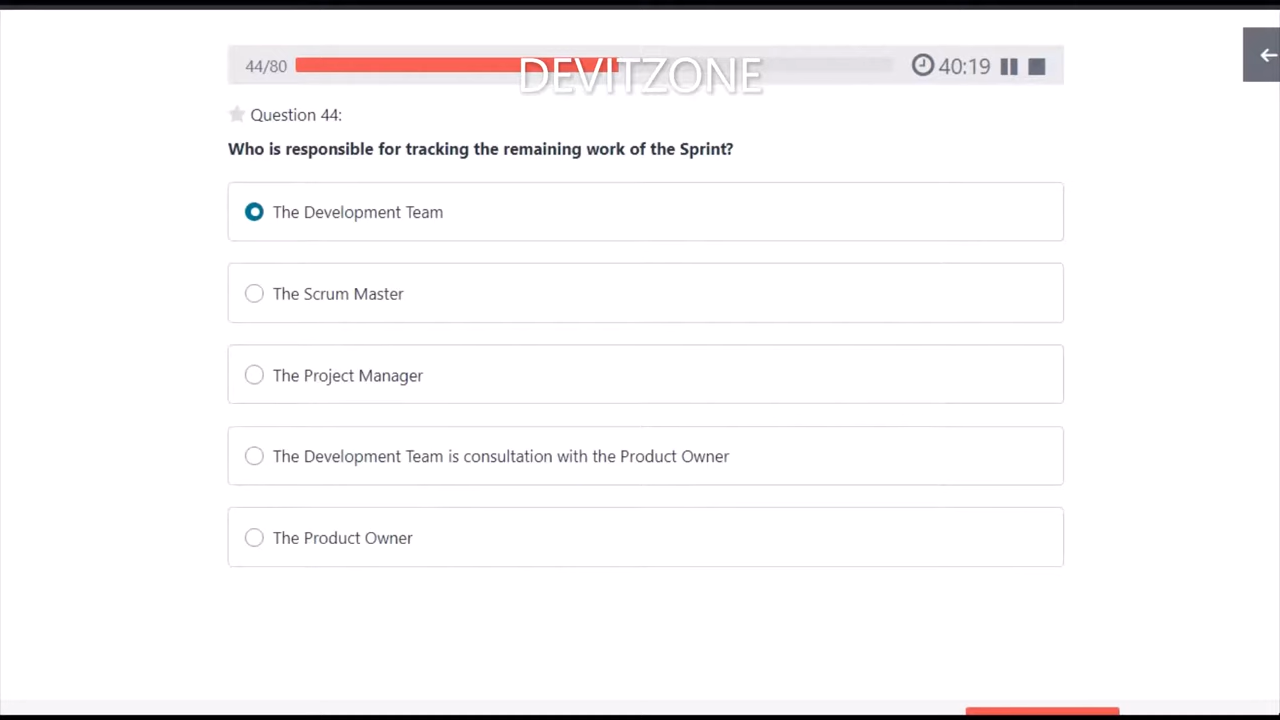 44/80
DEVITZONE
40:19
Question 44:
Who is responsible for tracking the remaining work of the Sprint?
The Development Team
The Scrum Master
The Project Manager
The Development Team is consultation with the Product Owner
The Product Owner